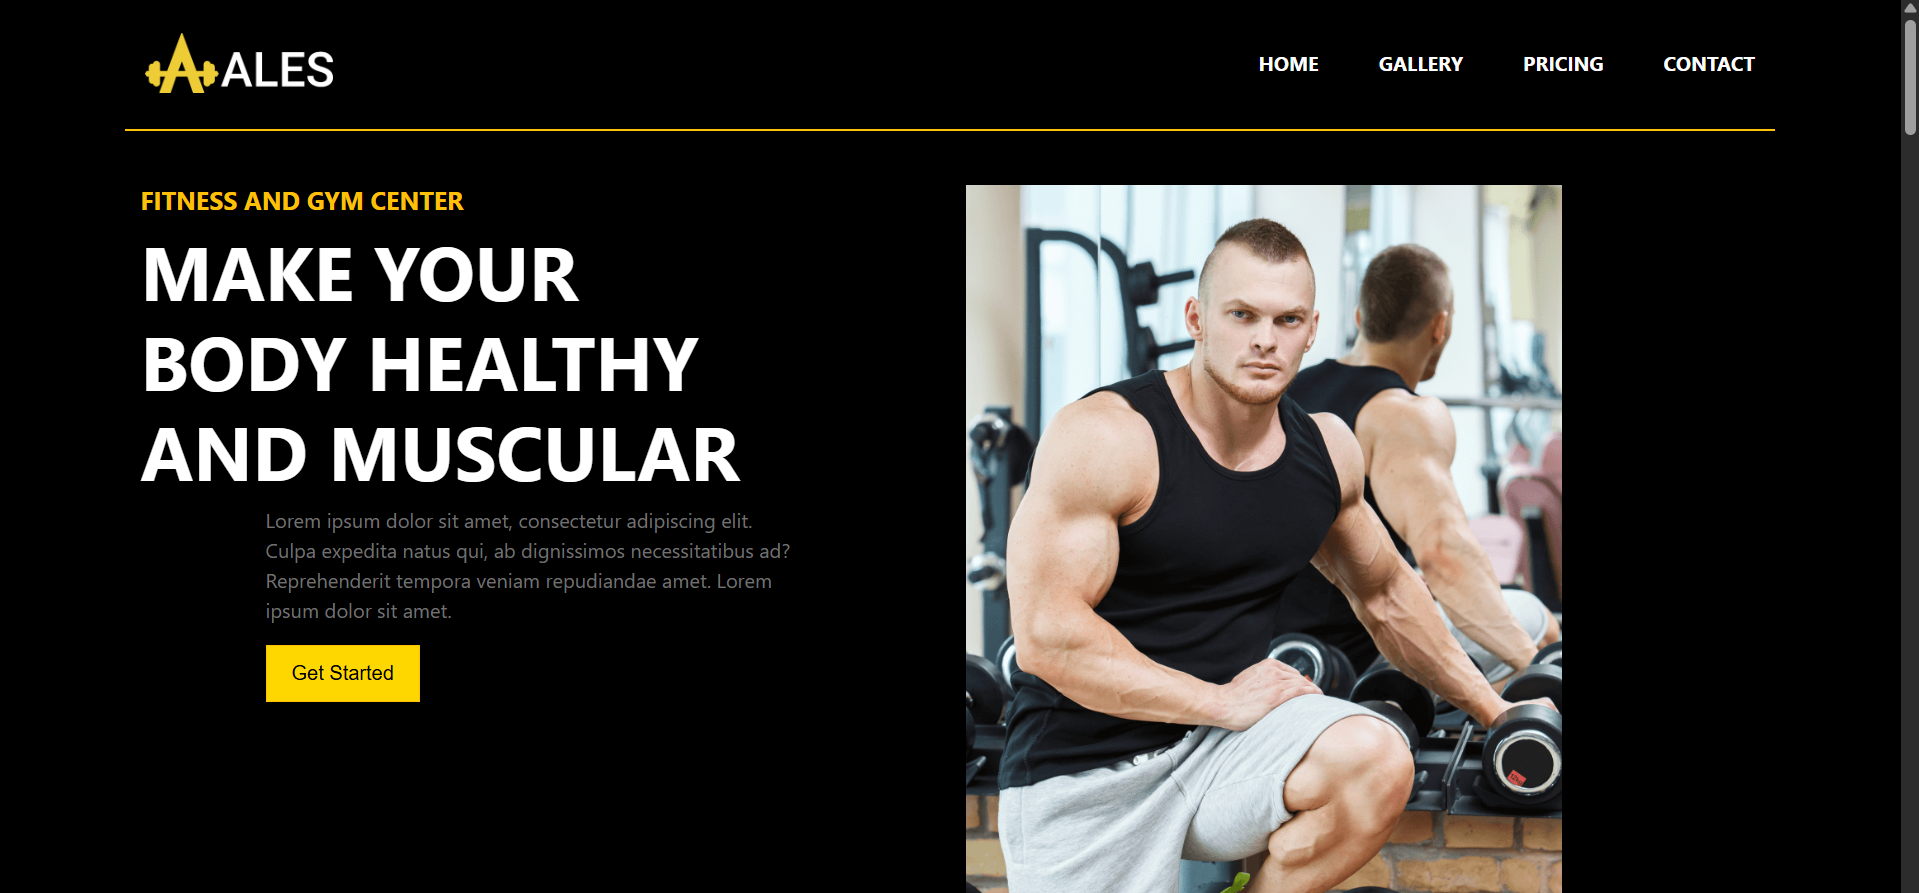 ALES
HOME GALLERY PRICING CONTACT
FITNESS AND GYM CENTER
MAKE YOUR
BODY HEALTHY
AND MUSCULAR
Lorem ipsum dolor sit amet, consectetur adipiscing elit.
Culpa expedita natus qui, ab dignissimos necessitatibus ad?
Reprehenderit tempora veniam repudiandae amet. Lorem
ipsum dolor sit amet.
Get Started